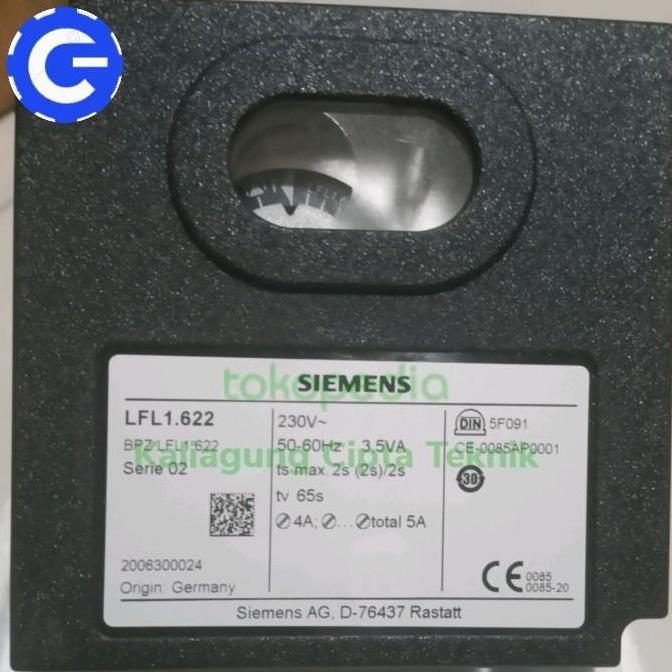 tokopedia
SIEMENS
LFL1.622
BPZ:LFL1.622
Serie 02
2006300024
Origin: Germany
230V~
50-60Hz 3.5VA
ts max. 2s (2s)/2s
tv 65s
4A; ... total 5A
DIN 5F091
CE-0085AP0001
30
CE 0085
0085-20
Kaliagung Cipta Teknik
Siemens AG, D-76437 Rastatt